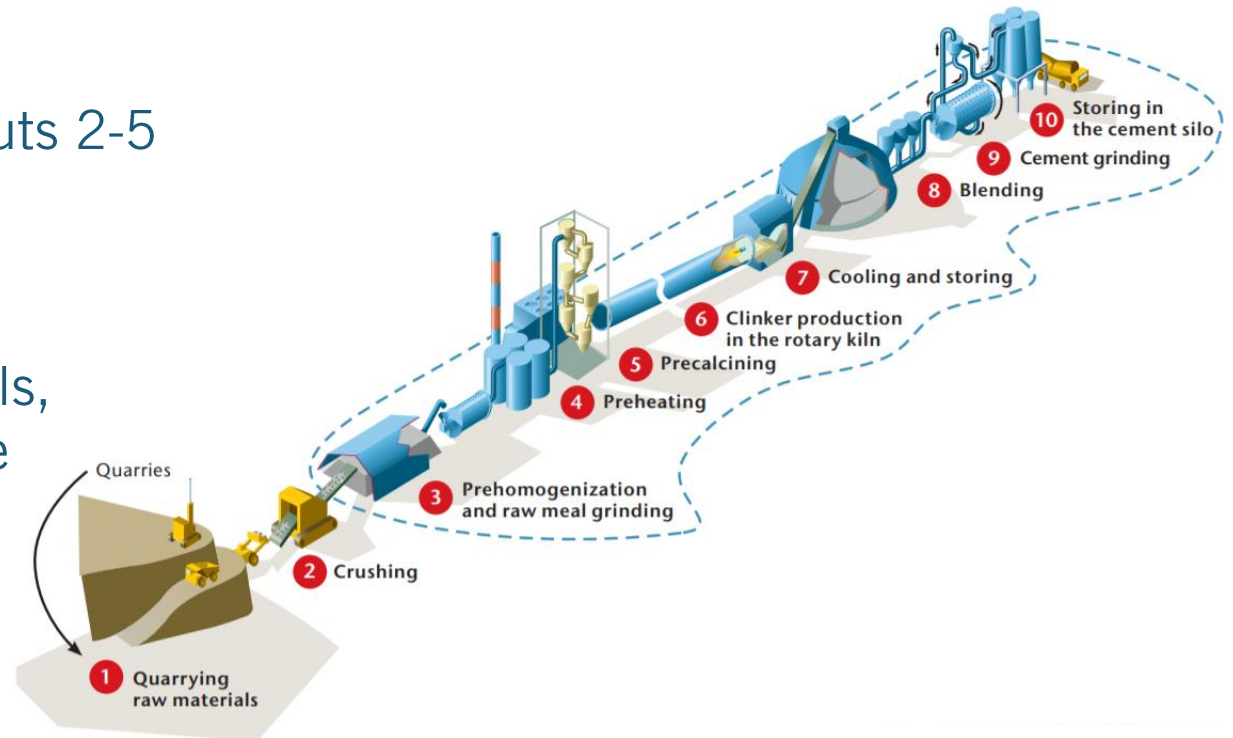 2-5
Quarries
1
Quarrying
raw materials
2
Crushing
3
Prehomogenization
and raw meal grinding
4
Preheating
5
Precalcining
6
Clinker production
in the rotary kiln
7
Cooling and storing
8
Blending
9
Cement grinding
10
Storing in
the cement silo